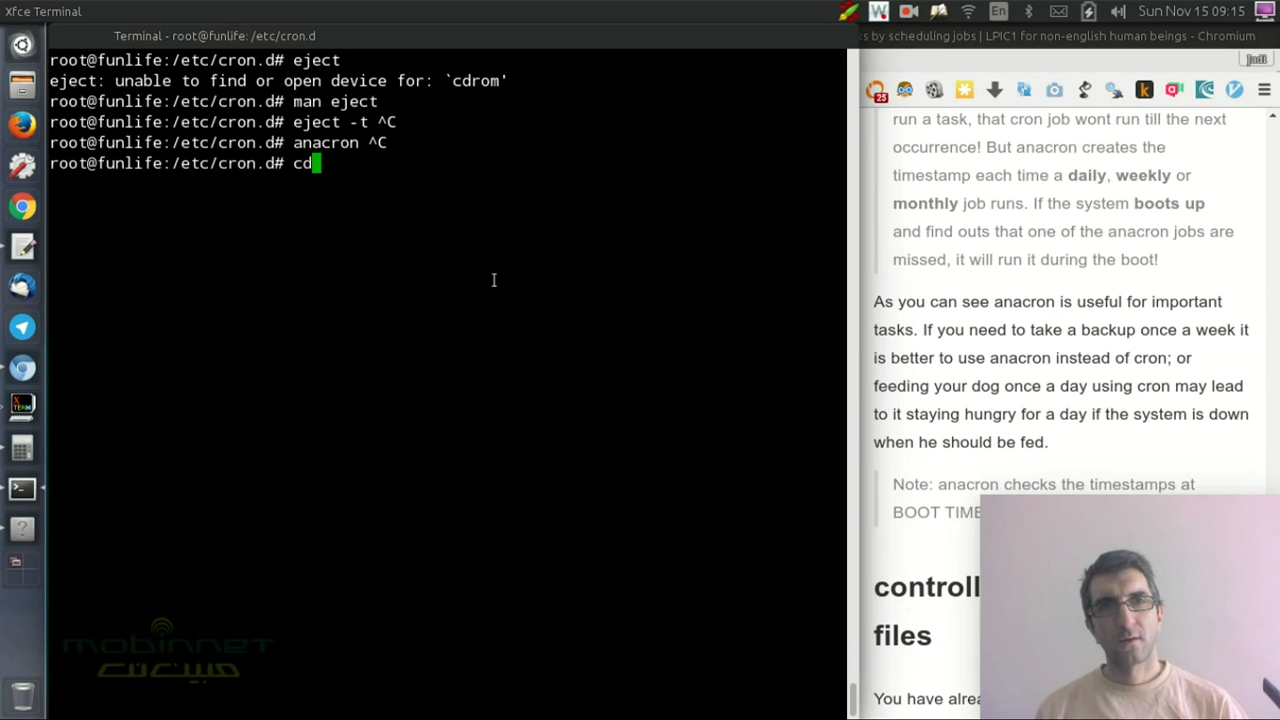 Xfce Terminal
En
Sun Nov 15 09:15
Terminal - root@funlife: /etc/cron.d
ks by scheduling jobs | LPIC1 for non-english human beings - Chromium
Jadi
root@funlife:/etc/cron.d# eject
eject: unable to find or open device for: `cdrom'
root@funlife:/etc/cron.d# man eject
root@funlife:/etc/cron.d# eject -t ^C
root@funlife:/etc/cron.d# anacron ^C
root@funlife:/etc/cron.d# cd
25
run a task, that cron job wont run till the next
occurrence! But anacron creates the
timestamp each time a daily, weekly or
monthly job runs. If the system boots up
and find outs that one of the anacron jobs are
missed, it will run it during the boot!
As you can see anacron is useful for important
tasks. If you need to take a backup once a week it
is better to use anacron instead of cron; or
feeding your dog once a day using cron may lead
to it staying hungry for a day if the system is down
when he should be fed.
Note: anacron checks the timestamps at
BOOT TIME
controll
files
You have alrea
mobinnet
مبین‌نت